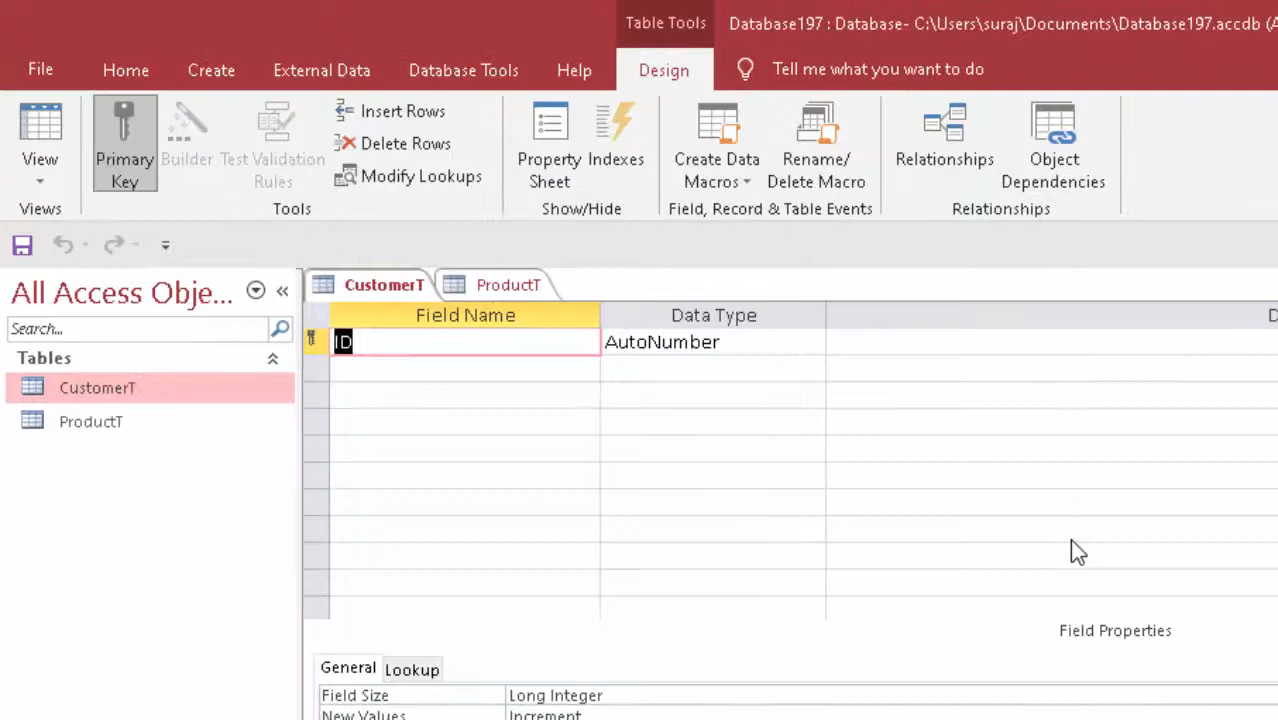 Table Tools
Database197 : Database- C:\Users\suraj\Documents\Database197.accdb (A
File
Home
Create
External Data
Database Tools
Help
Design
Tell me what you want to do
View
Primary
Key
Builder
Test Validation
Rules
Insert Rows
Delete Rows
Modify Lookups
Property
Sheet
Indexes
Create Data
Macros
Rename/
Delete Macro
Relationships
Object
Dependencies
Views
Tools
Show/Hide
Field, Record & Table Events
Relationships
All Access Obje...
Search...
Tables
CustomerT
ProductT
CustomerT
ProductT
Field Name
Data Type
D
ID
AutoNumber
Field Properties
General
Lookup
Field Size
Long Integer
New Values
Increment